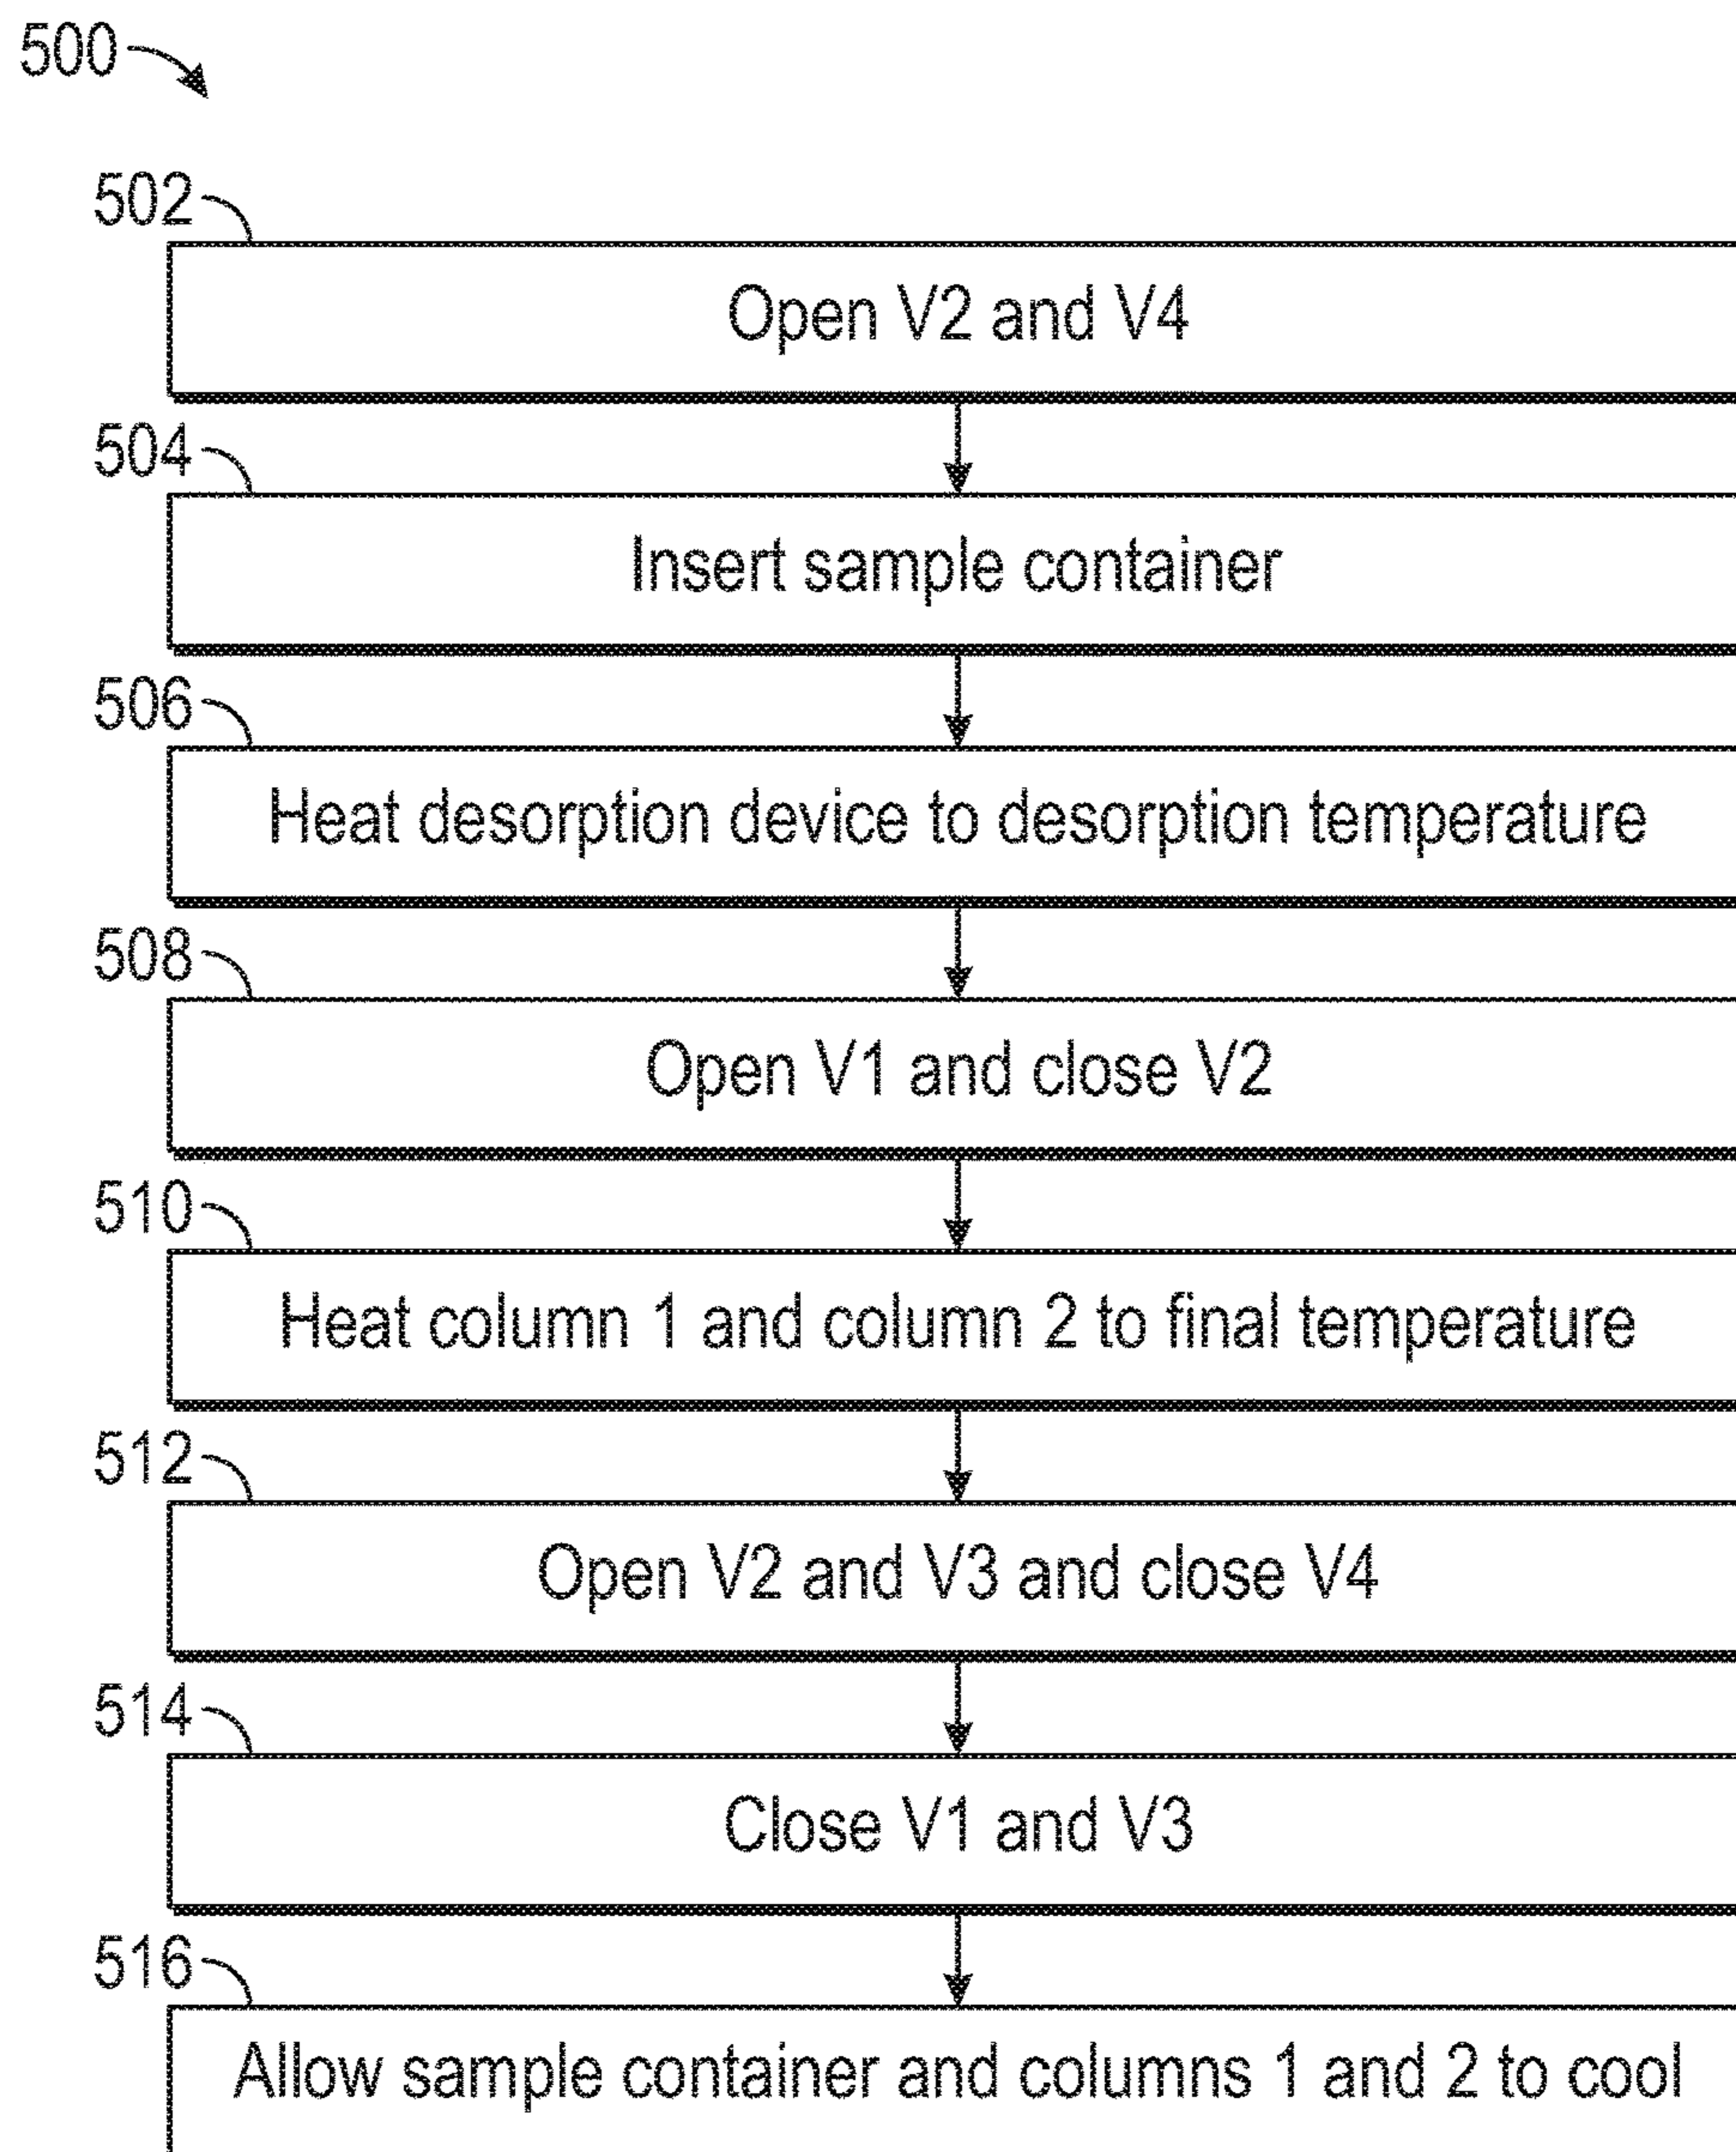 500
502
Open V2 and V4
504
Insert sample container
506
Heat desorption device to desorption temperature
508
Open V1 and close V2
510
Heat column 1 and column 2 to final temperature
512
Open V2 and V3 and close V4
514
Close V1 and V3
516
Allow sample container and columns 1 and 2 to cool